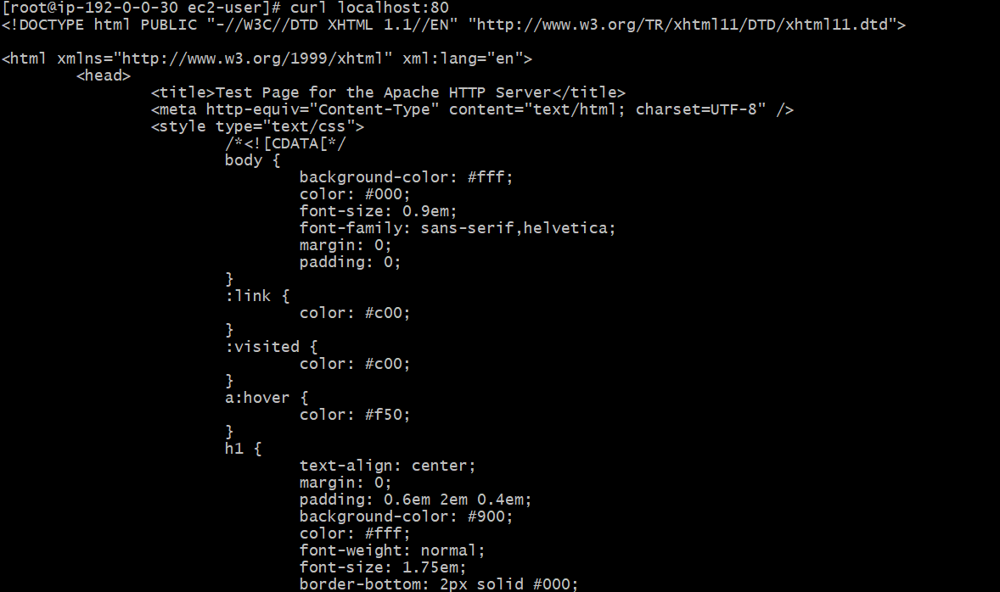 [root@ip-192-0-0-30 ec2-user]# curl localhost:80
<!DOCTYPE html PUBLIC "-//W3C//DTD XHTML 1.1//EN" "http://www.w3.org/TR/xhtml11/DTD/xhtml11.dtd">
<html xmlns="http://www.w3.org/1999/xhtml" xml:lang="en">
<head>
<title>Test Page for the Apache HTTP Server</title>
<meta http-equiv="Content-Type" content="text/html; charset=UTF-8" />
<style type="text/css">
/*<![CDATA[*/
body {
background-color: #fff;
color: #000;
font-size: 0.9em;
font-family: sans-serif,helvetica;
margin: 0;
padding: 0;
}
:link {
color: #c00;
}
:visited {
color: #c00;
}
a:hover {
color: #f50;
}
h1 {
text-align: center;
margin: 0;
padding: 0.6em 2em 0.4em;
background-color: #900;
color: #fff;
font-weight: normal;
font-size: 1.75em;
border-bottom: 2px solid #000;